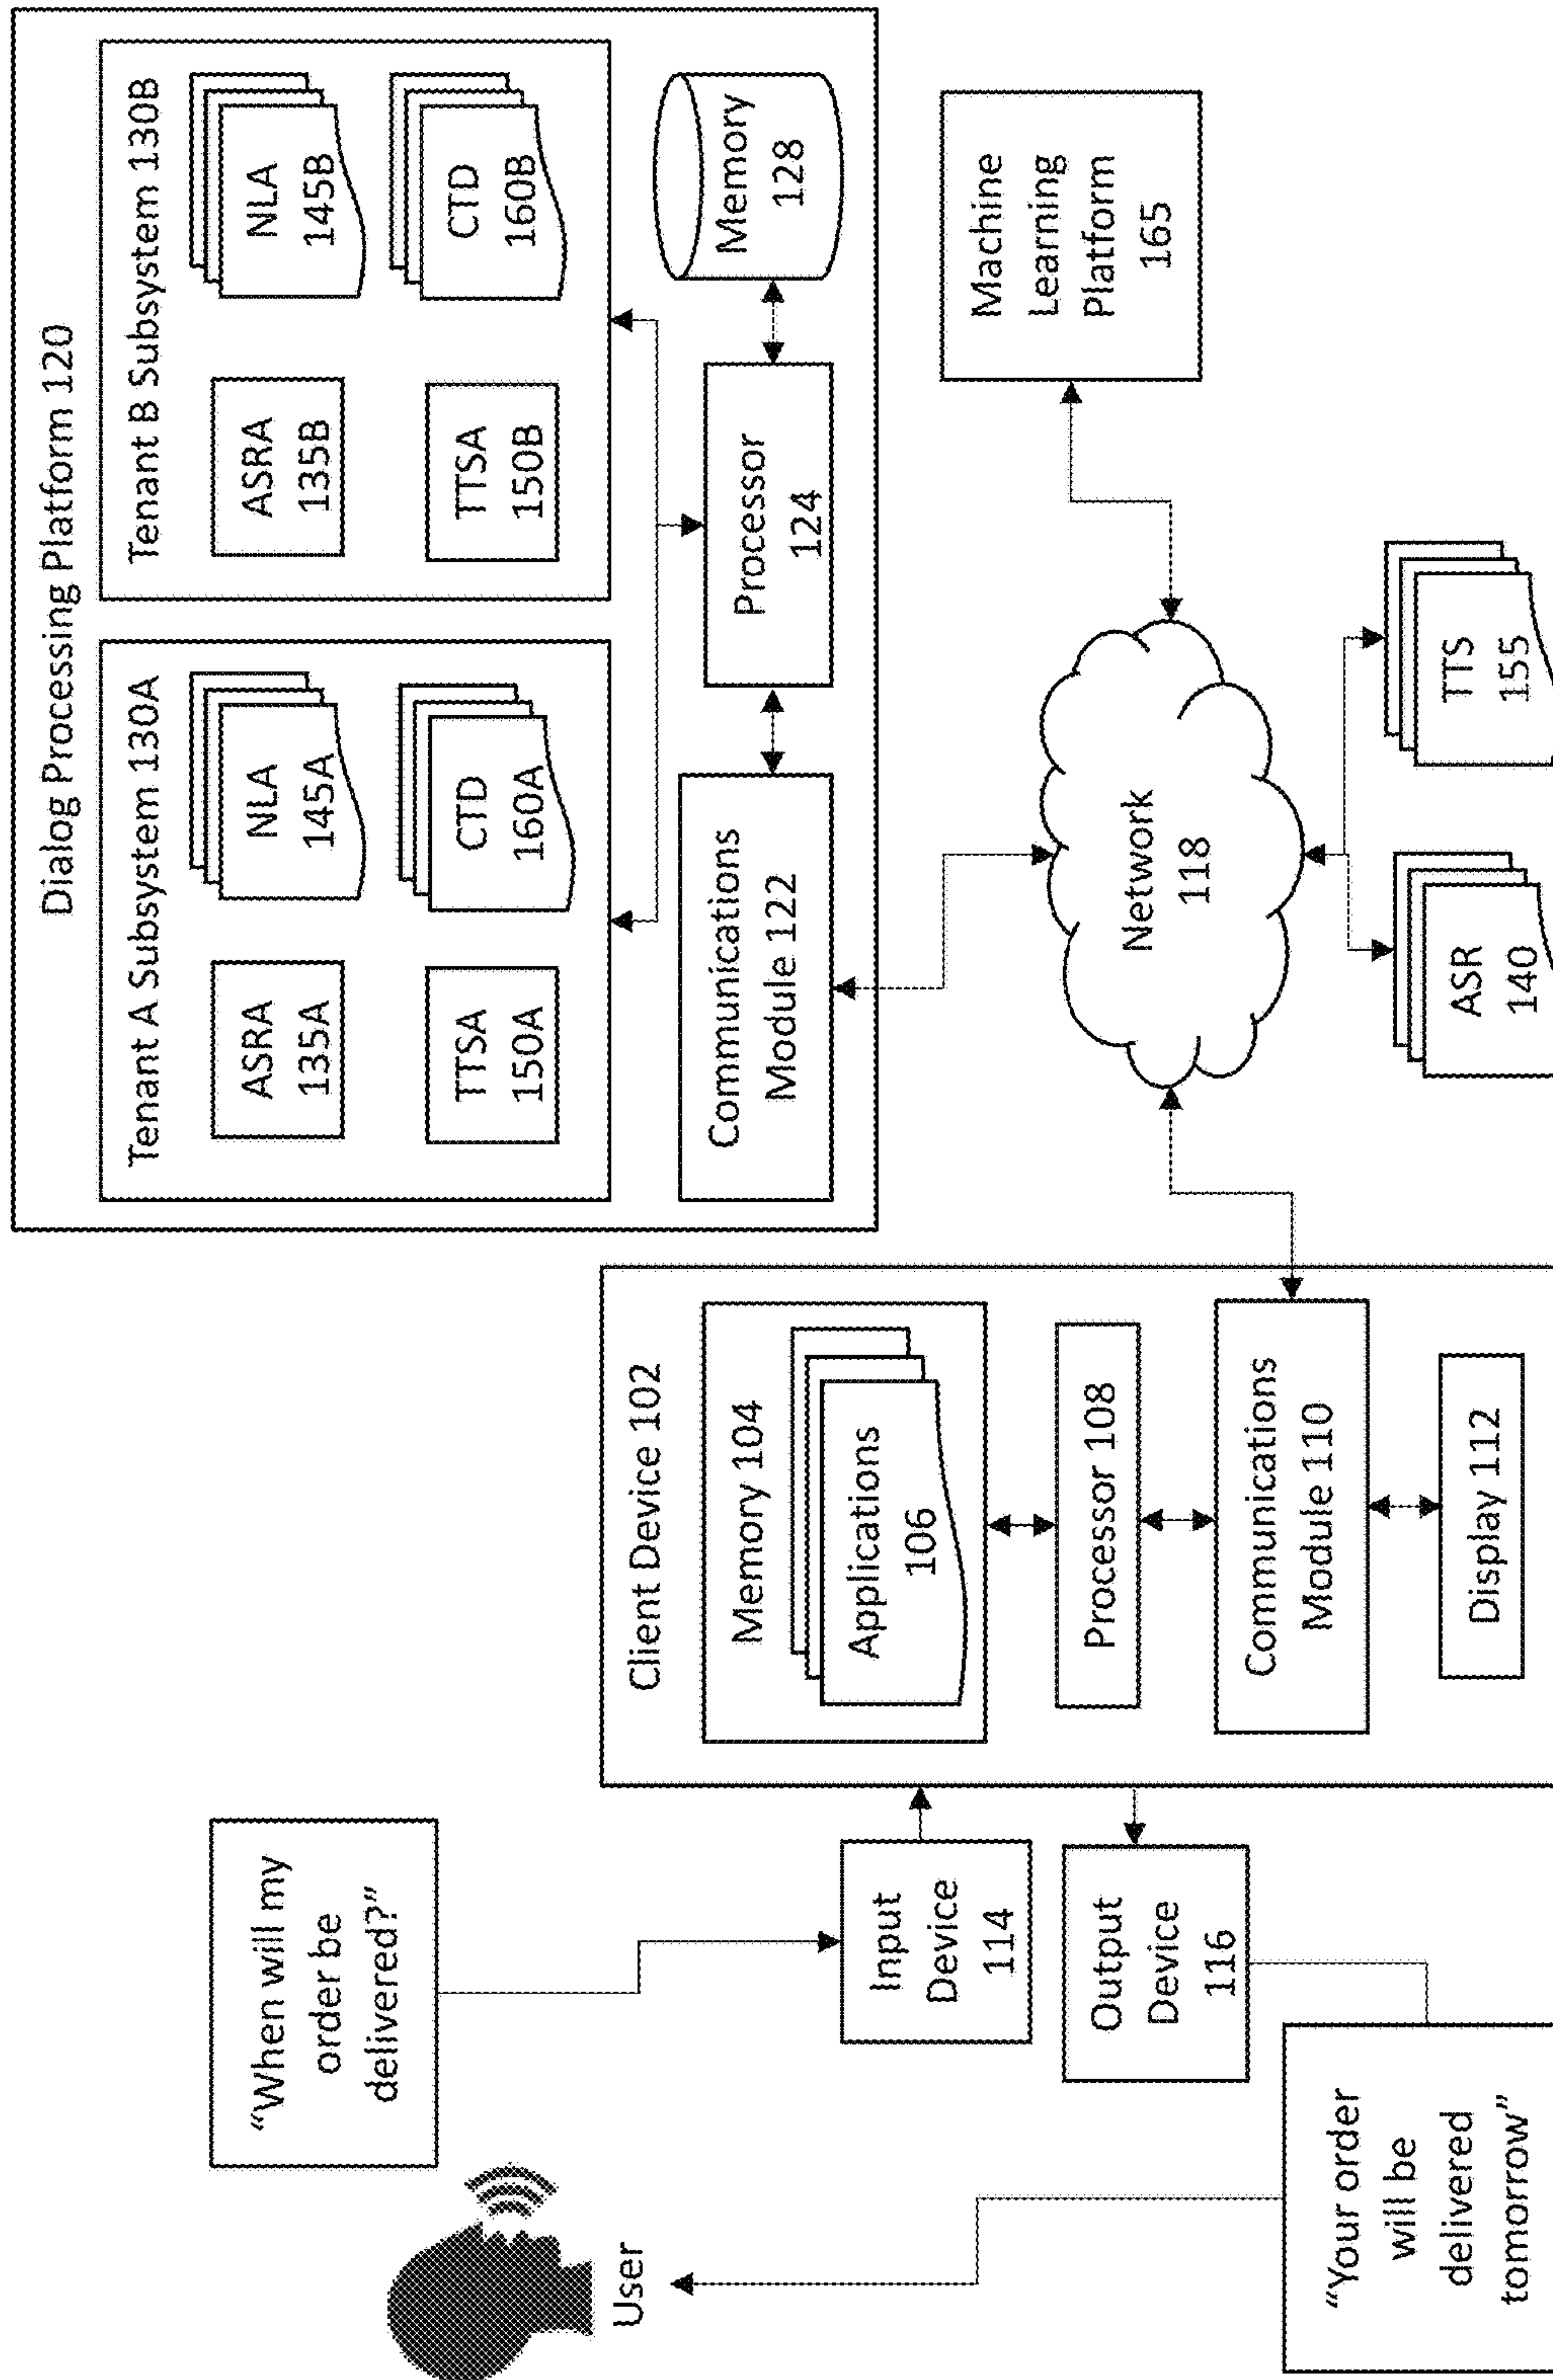 "When will my
order be
delivered?"
User
"Your order
will be
delivered
tomorrow"
Input
Device
114
Output
Device
116
Client Device 102
Memory 104
Applications
106
Processor 108
Communications
Module 110
Display 112
Dialog Processing Platform 120
Tenant A Subsystem 130A
ASRA
135A
NLA
145A
TTSA
150A
CTD
160A
Tenant B Subsystem 130B
ASRA
135B
NLA
145B
TTSA
150B
CTD
160B
Communications
Module 122
Processor
124
Memory
128
Network
118
Machine
Learning
Platform
165
ASR
140
TTS
155